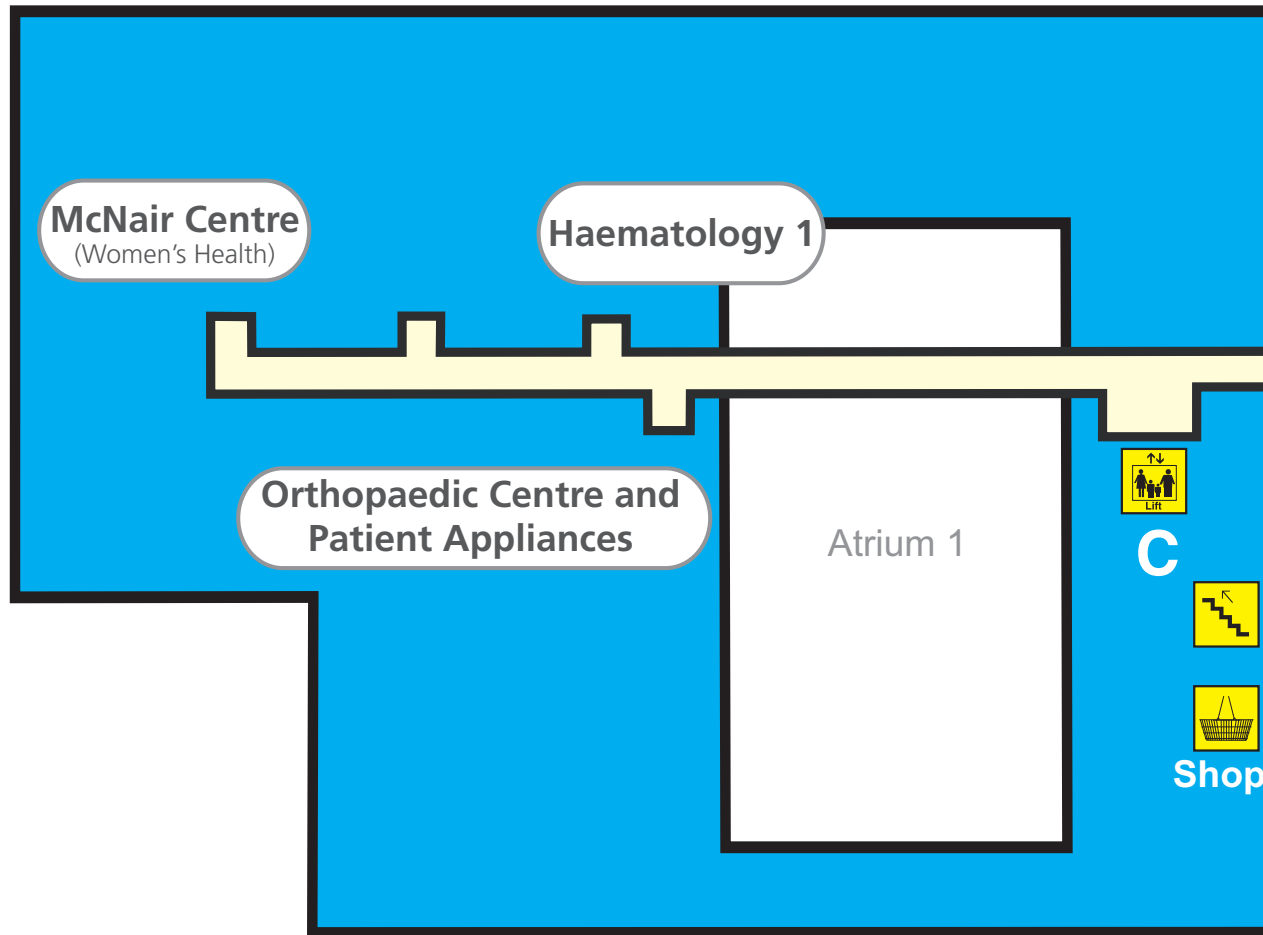 McNair Centre
(Women's Health)
Haematology 1
Orthopaedic Centre and
Patient Appliances
Atrium 1
Lift
C
Shop